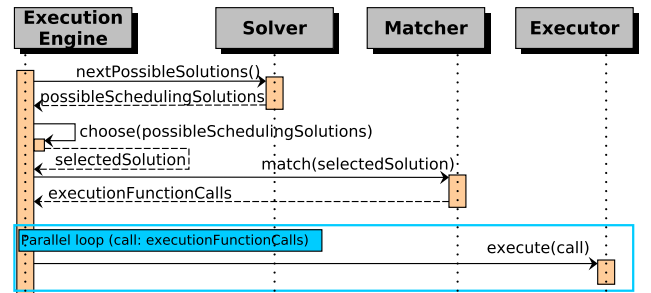 Execution
Engine
Solver
Matcher
Executor
nextPossibleSolutions()
possibleSchedulingSolutions
choose(possibleSchedulingSolutions)
selectedSolution
match(selectedSolution)
executionFunctionCalls
Parallel loop (call: executionFunctionCalls)
execute(call)